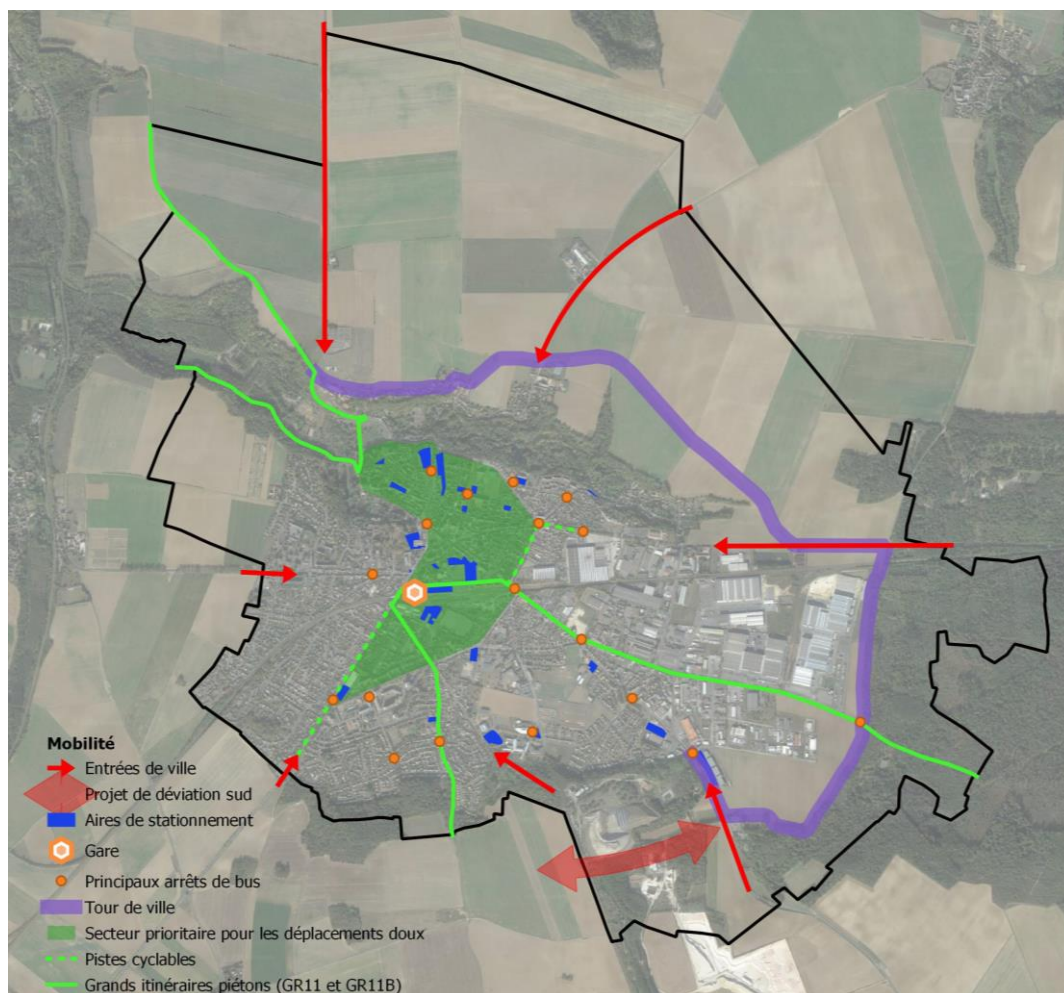 Mobilité
Entrées de ville
Projet de déviation sud
Aires de stationnement
Gare
Principaux arrêts de bus
Tour de ville
Secteur prioritaire pour les déplacements doux
Pistes cyclables
Grands itinéraires piétons (GR11 et GR11B)